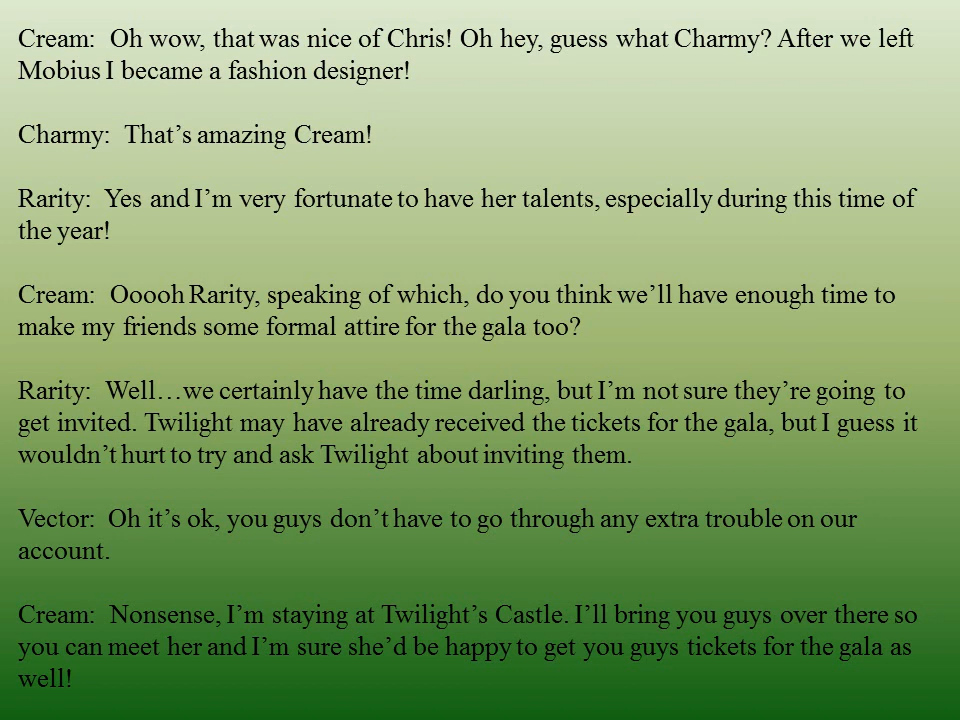 Cream:  Oh wow, that was nice of Chris! Oh hey, guess what Charmy? After we left
Mobius I became a fashion designer!
Charmy:  That’s amazing Cream!
Rarity:  Yes and I’m very fortunate to have her talents, especially during this time of
the year!
Cream:  Ooooh Rarity, speaking of which, do you think we’ll have enough time to
make my friends some formal attire for the gala too?
Rarity:  Well…we certainly have the time darling, but I’m not sure they’re going to
get invited. Twilight may have already received the tickets for the gala, but I guess it
wouldn’t hurt to try and ask Twilight about inviting them.
Vector:  Oh it’s ok, you guys don’t have to go through any extra trouble on our
account.
Cream:  Nonsense, I’m staying at Twilight’s Castle. I’ll bring you guys over there so
you can meet her and I’m sure she’d be happy to get you guys tickets for the gala as
well!